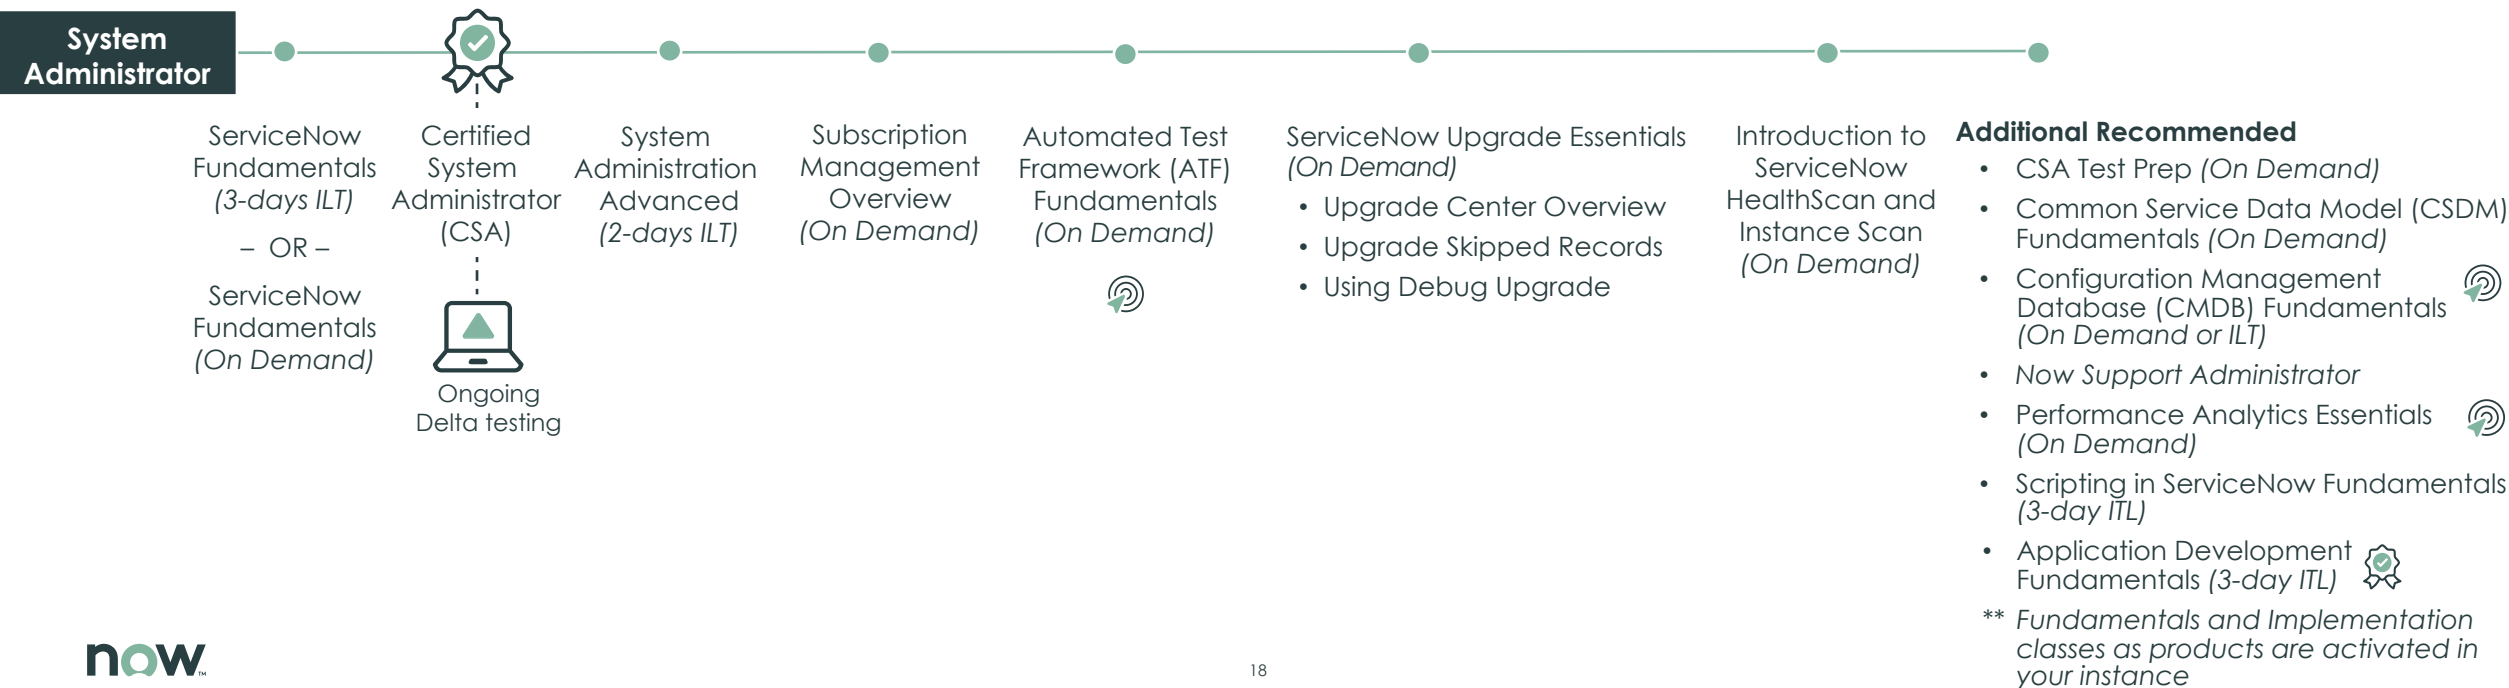 System
Administrator
ServiceNow
Fundamentals
(3-days ILT)
– OR –
ServiceNow
Fundamentals
(On Demand)
Certified
System
Administrator
(CSA)
Ongoing
Delta testing
System
Administration
Advanced
(2-days ILT)
Subscription
Management
Overview
(On Demand)
Automated Test
Framework (ATF)
Fundamentals
(On Demand)
ServiceNow Upgrade Essentials
(On Demand)
• Upgrade Center Overview
• Upgrade Skipped Records
• Using Debug Upgrade
Introduction to
ServiceNow
HealthScan and
Instance Scan
(On Demand)
Additional Recommended
• CSA Test Prep (On Demand)
• Common Service Data Model (CSDM)
Fundamentals (On Demand)
• Configuration Management
Database (CMDB) Fundamentals
(On Demand or ILT)
• Now Support Administrator
• Performance Analytics Essentials
(On Demand)
• Scripting in ServiceNow Fundamentals
(3-day ITL)
• Application Development
Fundamentals (3-day ITL)
** Fundamentals and Implementation
classes as products are activated in
your instance
now™
18